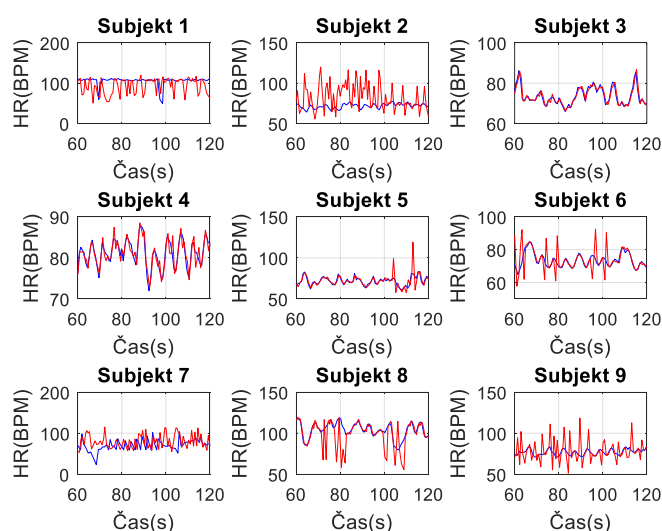 Subjekt 1 Subjekt 2 Subjekt 3
HR(BPM) 200 100 0 HR(BPM) 150 100 50 HR(BPM) 100 80 60
60 80 100 120 60 80 100 120 60 80 100 120
Čas(s) Čas(s) Čas(s)
Subjekt 4 Subjekt 5 Subjekt 6
HR(BPM) 90 80 70 HR(BPM) 150 100 50 HR(BPM) 100 80 60
60 80 100 120 60 80 100 120 60 80 100 120
Čas(s) Čas(s) Čas(s)
Subjekt 7 Subjekt 8 Subjekt 9
HR(BPM) 200 100 0 HR(BPM) 150 100 50 HR(BPM) 150 100 50
60 80 100 120 60 80 100 120 60 80 100 120
Čas(s) Čas(s) Čas(s)